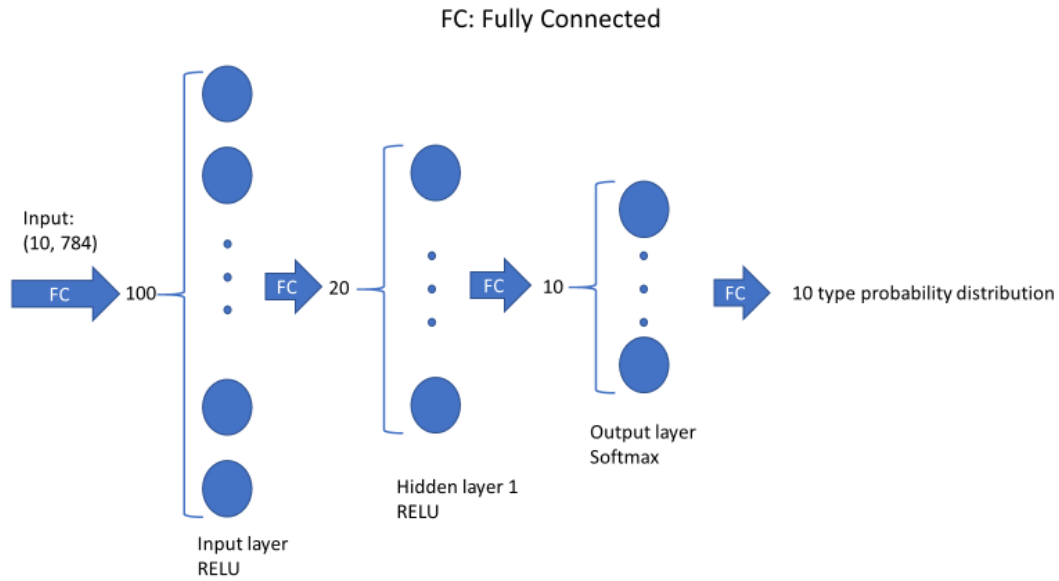 FC: Fully Connected
Input:
(10, 784)
FC
100
FC
20
FC
10
FC
10 type probability distribution
Input layer
RELU
Hidden layer 1
RELU
Output layer
Softmax